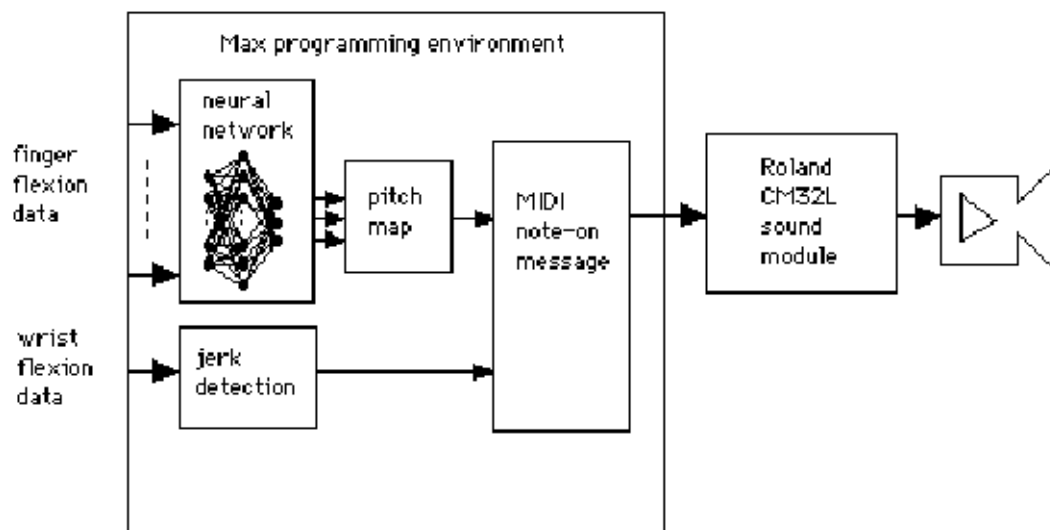 Max programming environment
neural
network
finger
flexion
data
pitch
map
MIDI
note-on
message
Roland
CM32L
sound
module
wrist
flexion
data
jerk
detection